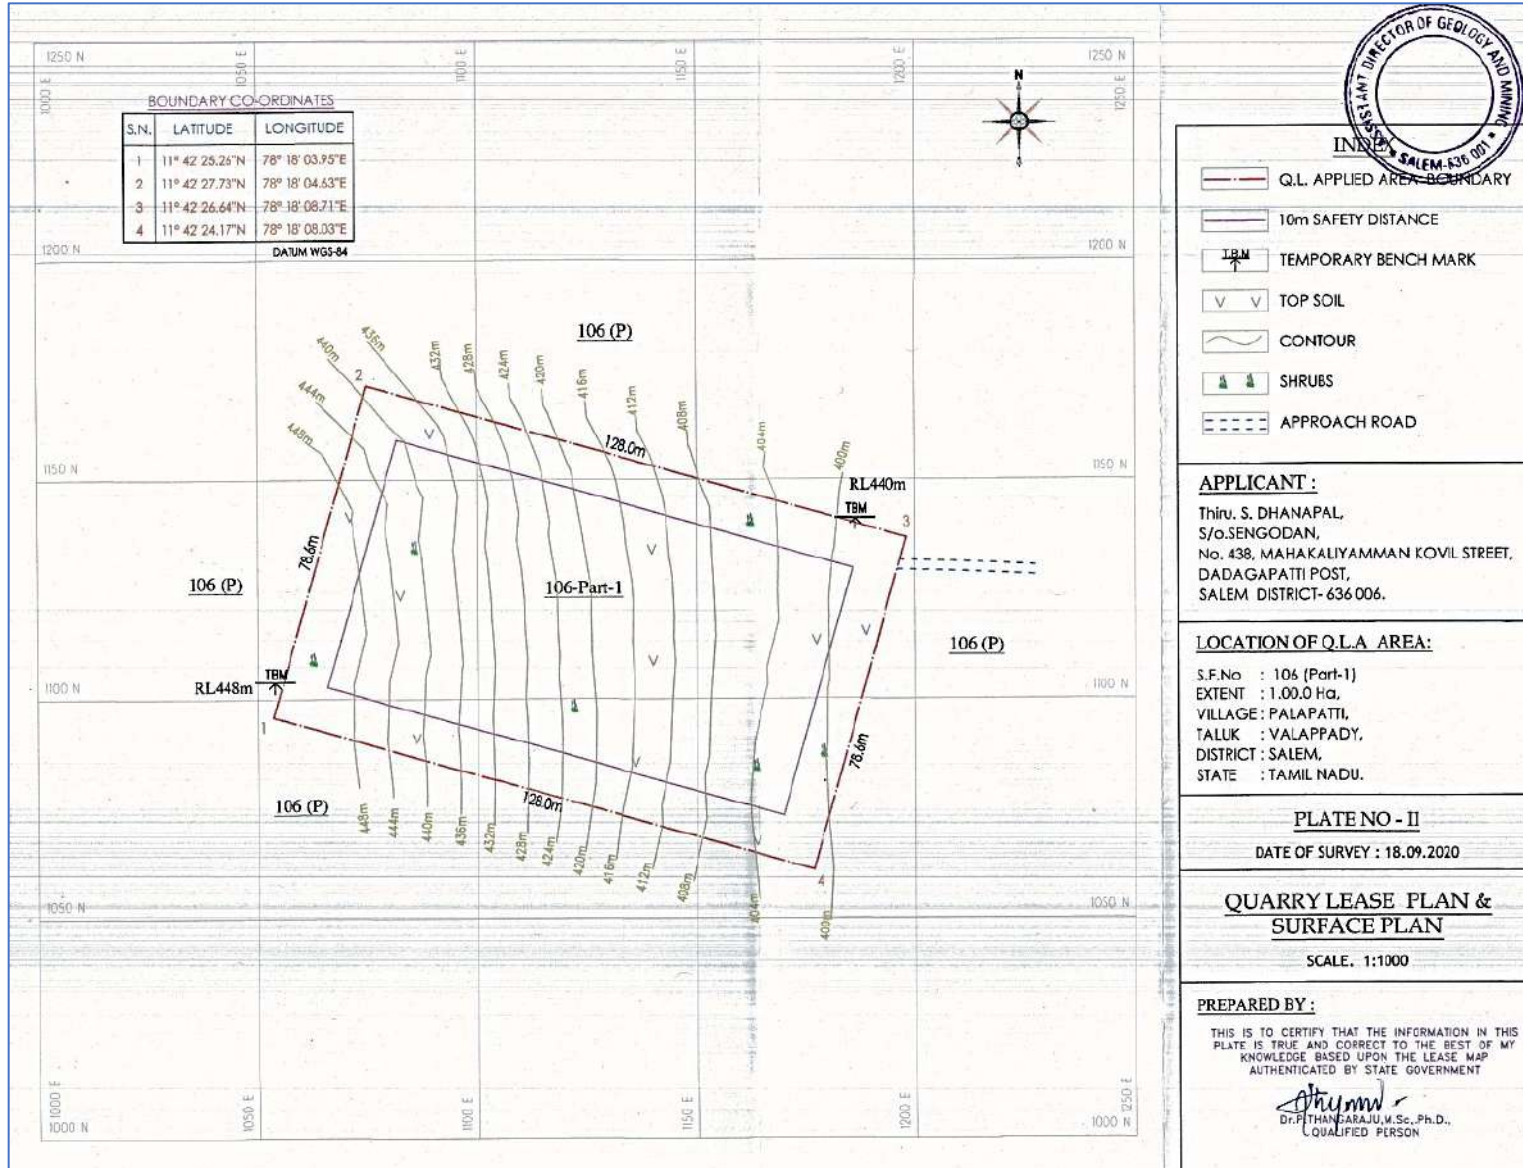 1250 N
1050 E
1100 E
1150 E
1200 E
1250 N
1000 E
1250 E
N
ASSISTANT DIRECTOR OF GEOLOGY AND MINING
* SALEM-636 001 *
BOUNDARY CO-ORDINATES
S.N. LATITUDE LONGITUDE
1 11° 42 25.26"N 78° 18' 03.95"E
2 11° 42 27.73"N 78° 18' 04.63"E
3 11° 42 26.64"N 78° 18' 08.71"E
4 11° 42 24.17"N 78° 18' 08.03"E
DATUM WGS-84
1200 N
1200 N
106 (P)
440m
436m
432m
428m
424m
420m
416m
412m
408m
404m
400m
444m
448m
2
128.0m
1150 N
1150 N
RL440m
TBM
3
78.6m
106 (P)
106-Part-1
106 (P)
TBM
RL448m
1100 N
1100 N
1
78.6m
106 (P)
128.0m
448m
444m
440m
436m
432m
428m
424m
420m
416m
412m
408m
404m
400m
4
1050 N
1050 N
1000 E
1000 N
1050 E
1100 E
1150 E
1200 E
1250 E
1000 N
INDEX
Q.L. APPLIED AREA BOUNDARY
10m SAFETY DISTANCE
T.B.M
TEMPORARY BENCH MARK
TOP SOIL
CONTOUR
SHRUBS
APPROACH ROAD
APPLICANT :
Thiru. S. DHANAPAL,
S/o.SENGODAN,
No. 438, MAHAKALIYAMMAN KOVIL STREET,
DADAGAPATTI POST,
SALEM DISTRICT- 636 006.
LOCATION OF Q.L.A AREA:
S.F.No : 106 (Part-1)
EXTENT : 1.00.0 Ha,
VILLAGE : PALAPATTI,
TALUK : VALAPPADY,
DISTRICT : SALEM,
STATE : TAMIL NADU.
PLATE NO - II
DATE OF SURVEY : 18.09.2020
QUARRY LEASE PLAN &
SURFACE PLAN
SCALE. 1:1000
PREPARED BY :
THIS IS TO CERTIFY THAT THE INFORMATION IN THIS
PLATE IS TRUE AND CORRECT TO THE BEST OF MY
KNOWLEDGE BASED UPON THE LEASE MAP
AUTHENTICATED BY STATE GOVERNMENT
Dr.P.THANGARAJU,M.Sc.,Ph.D.,
QUALIFIED PERSON